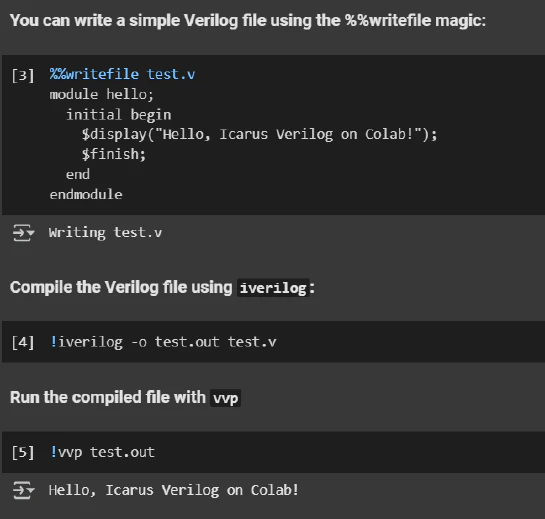 You can write a simple Verilog file using the %%writefile magic:
[3] %%writefile test.v
module hello;
  initial begin
    $display("Hello, Icarus Verilog on Colab!");
    $finish;
  end
endmodule
Writing test.v
Compile the Verilog file using iverilog:
[4] !iverilog -o test.out test.v
Run the compiled file with vvp
[5] !vvp test.out
Hello, Icarus Verilog on Colab!